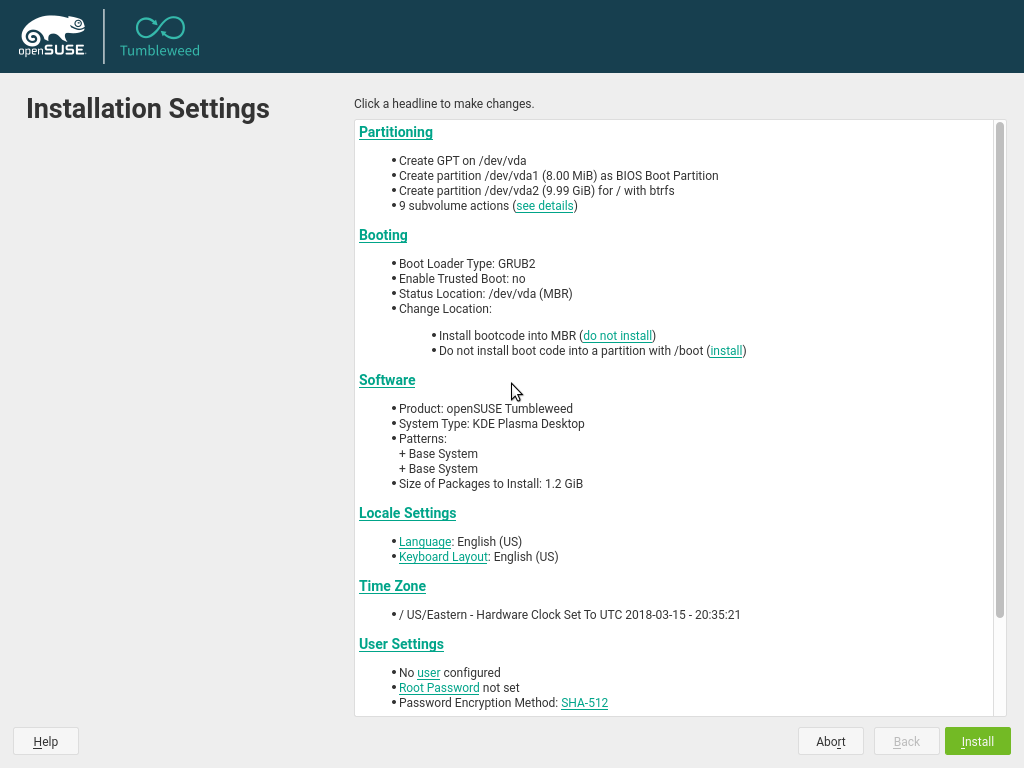 openSUSE
Tumbleweed
Installation Settings
Click a headline to make changes.
Partitioning
• Create GPT on /dev/vda
• Create partition /dev/vda1 (8.00 MiB) as BIOS Boot Partition
• Create partition /dev/vda2 (9.99 GiB) for / with btrfs
• 9 subvolume actions (see details)
Booting
• Boot Loader Type: GRUB2
• Enable Trusted Boot: no
• Status Location: /dev/vda (MBR)
• Change Location:
• Install bootcode into MBR (do not install)
• Do not install boot code into a partition with /boot (install)
Software
• Product: openSUSE Tumbleweed
• System Type: KDE Plasma Desktop
• Patterns:
+ Base System
+ Base System
• Size of Packages to Install: 1.2 GiB
Locale Settings
• Language: English (US)
• Keyboard Layout: English (US)
Time Zone
• / US/Eastern - Hardware Clock Set To UTC 2018-03-15 - 20:35:21
User Settings
• No user configured
• Root Password not set
• Password Encryption Method: SHA-512
Help
Abort
Back
Install